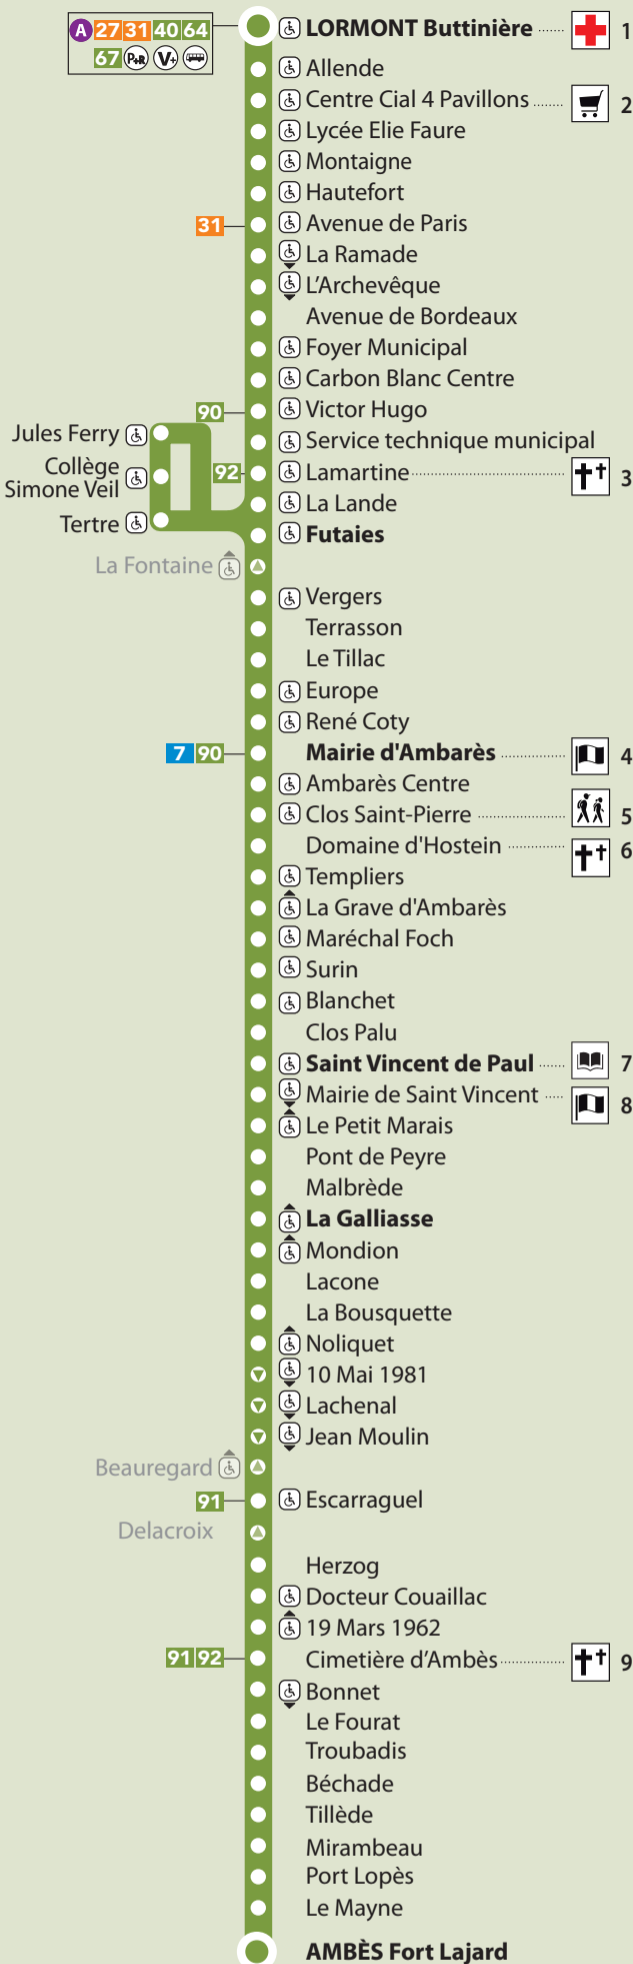 A 27 31 40 64
67 P+R V+
LORMONT Buttinière 1
Allende
Centre Cial 4 Pavillons 2
Lycée Elie Faure
Montaigne
Hautefort
31 Avenue de Paris
La Ramade
L'Archevêque
Avenue de Bordeaux
Foyer Municipal
Carbon Blanc Centre
90 Victor Hugo
Jules Ferry
Service technique municipal
Collège
Simone Veil
92 Lamartine 3
La Lande
Tertre
Futaies
La Fontaine
Vergers
Terrasson
Le Tillac
Europe
René Coty
7 90 Mairie d'Ambarès 4
Ambarès Centre
Clos Saint-Pierre 5
Domaine d'Hostein 6
Templiers
La Grave d'Ambarès
Maréchal Foch
Surin
Blanchet
Clos Palu
Saint Vincent de Paul 7
Mairie de Saint Vincent 8
Le Petit Marais
Pont de Peyre
Malbrède
La Galliasse
Mondion
Lacone
La Bousquette
Noliquet
10 Mai 1981
Lachenal
Jean Moulin
Beauregard
91 Escarraguel
Delacroix
Herzog
Docteur Couaillac
19 Mars 1962
91 92 Cimetière d'Ambès 9
Bonnet
Le Fourat
Troubadis
Béchade
Tillède
Mirambeau
Port Lopès
Le Mayne
AMBÈS Fort Lajard